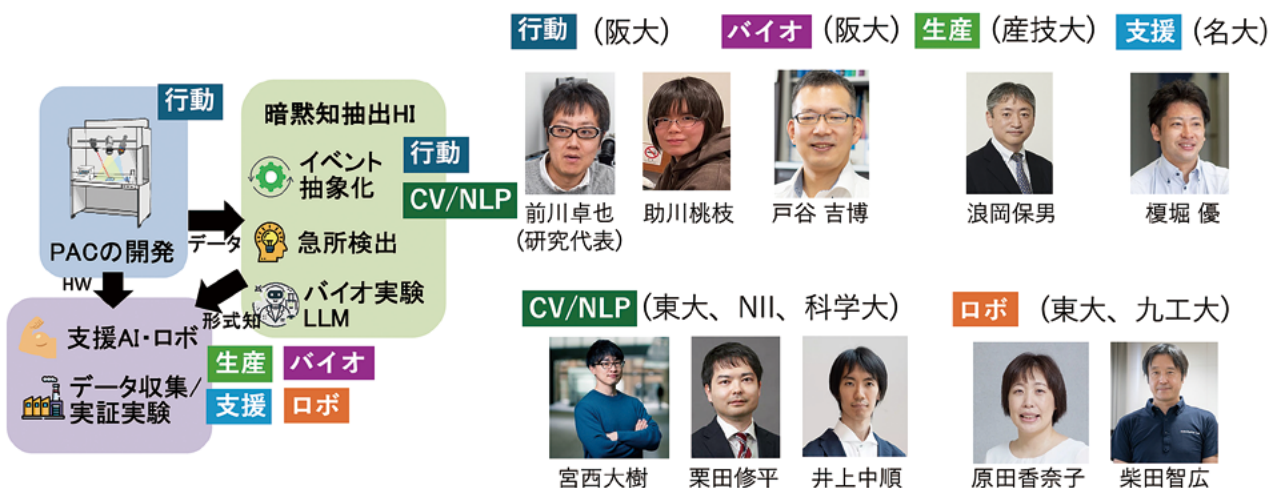 行動 (阪大)
バイオ (阪大)
生産 (産技大)
支援 (名大)
行動
暗黙知抽出HI
行動
CV/NLP
イベント
抽象化
急所検出
バイオ実験
LLM
PACの開発
データ
HW
形式知
支援AI・ロボ
データ収集/
実証実験
生産
バイオ
支援
ロボ
前川卓也
(研究代表)
助川桃枝
戸谷 吉博
浪岡保男
榎堀 優
CV/NLP (東大、NII、科学大)
ロボ (東大、九工大)
宮西大樹
栗田修平
井上中順
原田香奈子
柴田智広